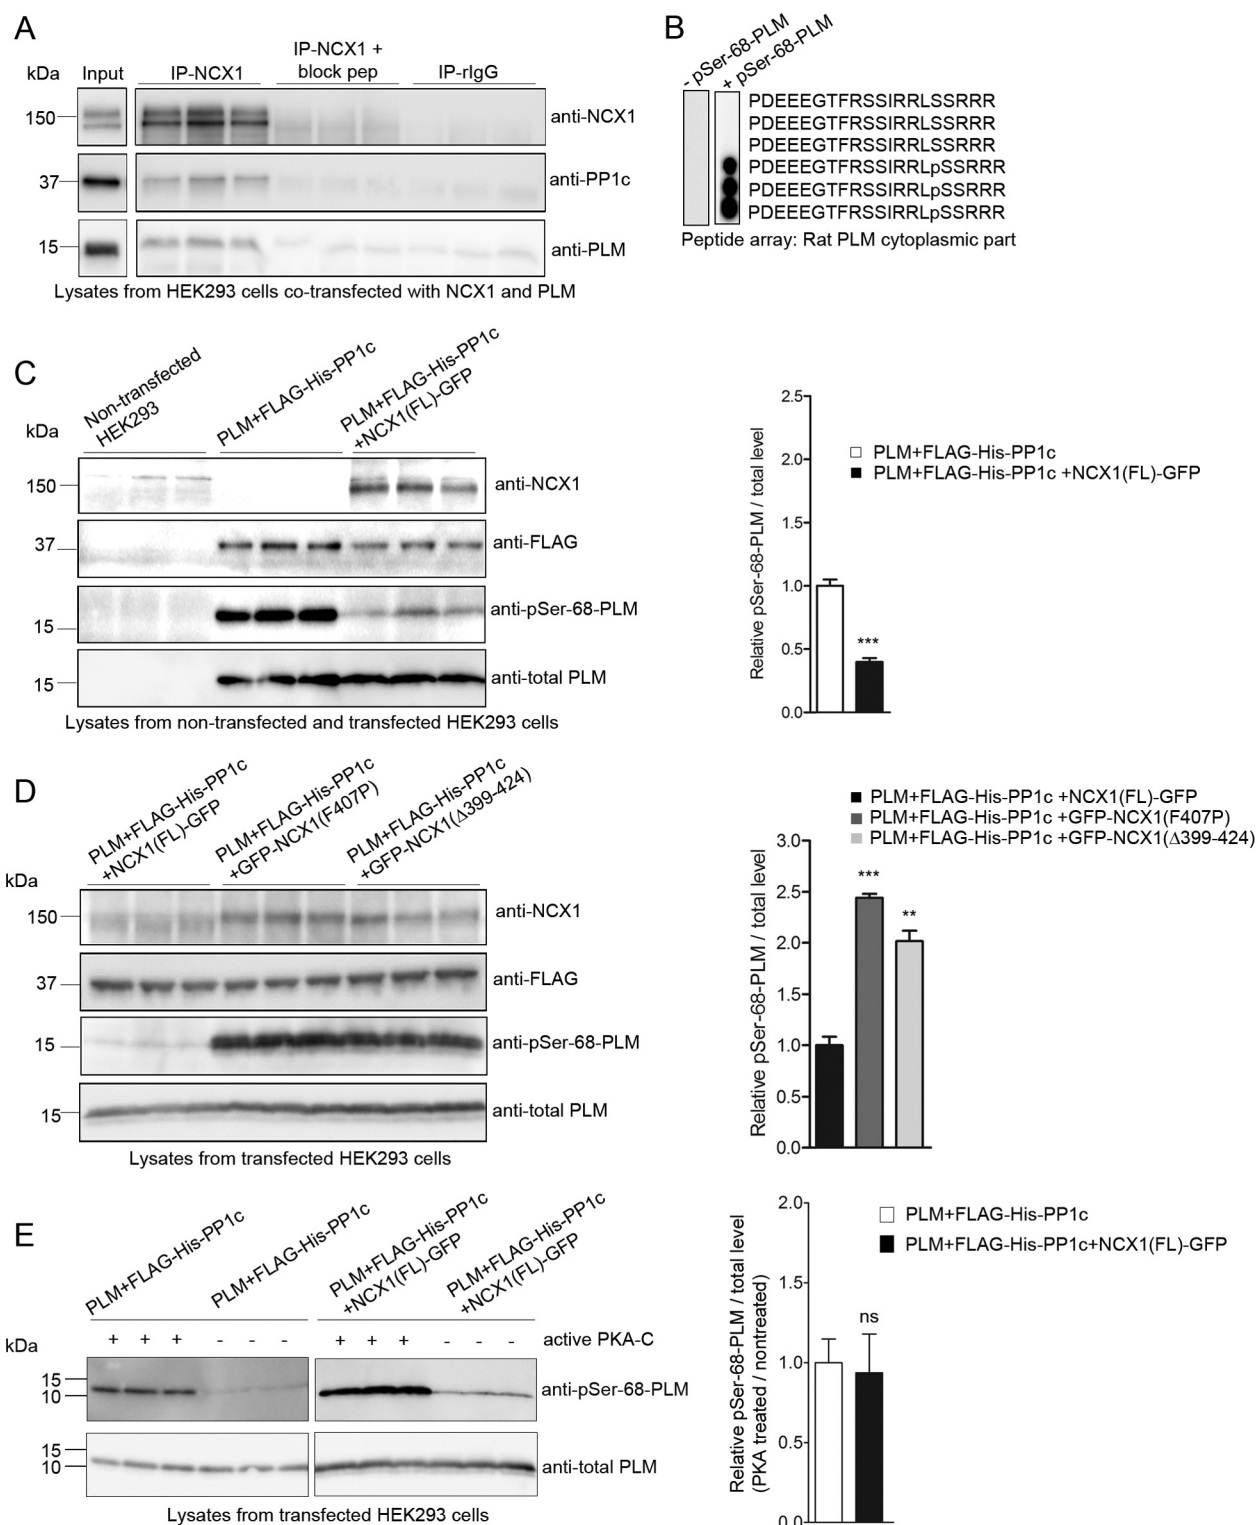 A
IP-NCX1 +
block pep
kDa Input IP-NCX1 IP-rIgG
150 anti-NCX1
37 anti-PP1c
15 anti-PLM
Lysates from HEK293 cells co-transfected with NCX1 and PLM
B
- pSer-68-PLM
+ pSer-68-PLM
PDEEEGTFRSSIRRLSSRRR
PDEEEGTFRSSIRRLSSRRR
PDEEEGTFRSSIRRLSSRRR
PDEEEGTFRSSIRRLpSSRRR
PDEEEGTFRSSIRRLpSSRRR
PDEEEGTFRSSIRRLpSSRRR
Peptide array: Rat PLM cytoplasmic part
C
Non-transfected
HEK293
PLM+FLAG-His-PP1c
PLM+FLAG-His-PP1c
+NCX1(FL)-GFP
kDa
150 anti-NCX1
37 anti-FLAG
15 anti-pSer-68-PLM
15 anti-total PLM
Lysates from non-transfected and transfected HEK293 cells
Relative pSer-68-PLM / total level
2.5
2.0
1.5
1.0
0.5
0.0
PLM+FLAG-His-PP1c
PLM+FLAG-His-PP1c +NCX1(FL)-GFP
***
D
PLM+FLAG-His-PP1c
+NCX1(FL)-GFP
PLM+FLAG-His-PP1c
+GFP-NCX1(F407P)
PLM+FLAG-His-PP1c
+GFP-NCX1(Δ399-424)
kDa
150 anti-NCX1
37 anti-FLAG
15 anti-pSer-68-PLM
15 anti-total PLM
Lysates from transfected HEK293 cells
PLM+FLAG-His-PP1c +NCX1(FL)-GFP
PLM+FLAG-His-PP1c +GFP-NCX1(F407P)
PLM+FLAG-His-PP1c +GFP-NCX1(Δ399-424)
Relative pSer-68-PLM / total level
3.0
2.5
2.0
1.5
1.0
0.5
0.0
***
**
E
PLM+FLAG-His-PP1c
PLM+FLAG-His-PP1c
PLM+FLAG-His-PP1c
+NCX1(FL)-GFP
PLM+FLAG-His-PP1c
+NCX1(FL)-GFP
+ + + - - - + + + - - - active PKA-C
kDa
15
10 anti-pSer-68-PLM
15
10 anti-total PLM
Lysates from transfected HEK293 cells
Relative pSer-68-PLM / total level
(PKA treated / nontreated)
2.0
1.5
1.0
0.5
0.0
PLM+FLAG-His-PP1c
PLM+FLAG-His-PP1c+NCX1(FL)-GFP
ns